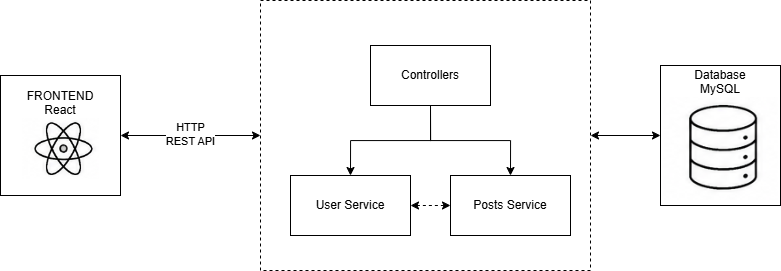 FRONTEND
React
HTTP
REST API
Controllers
User Service
Posts Service
Database
MySQL